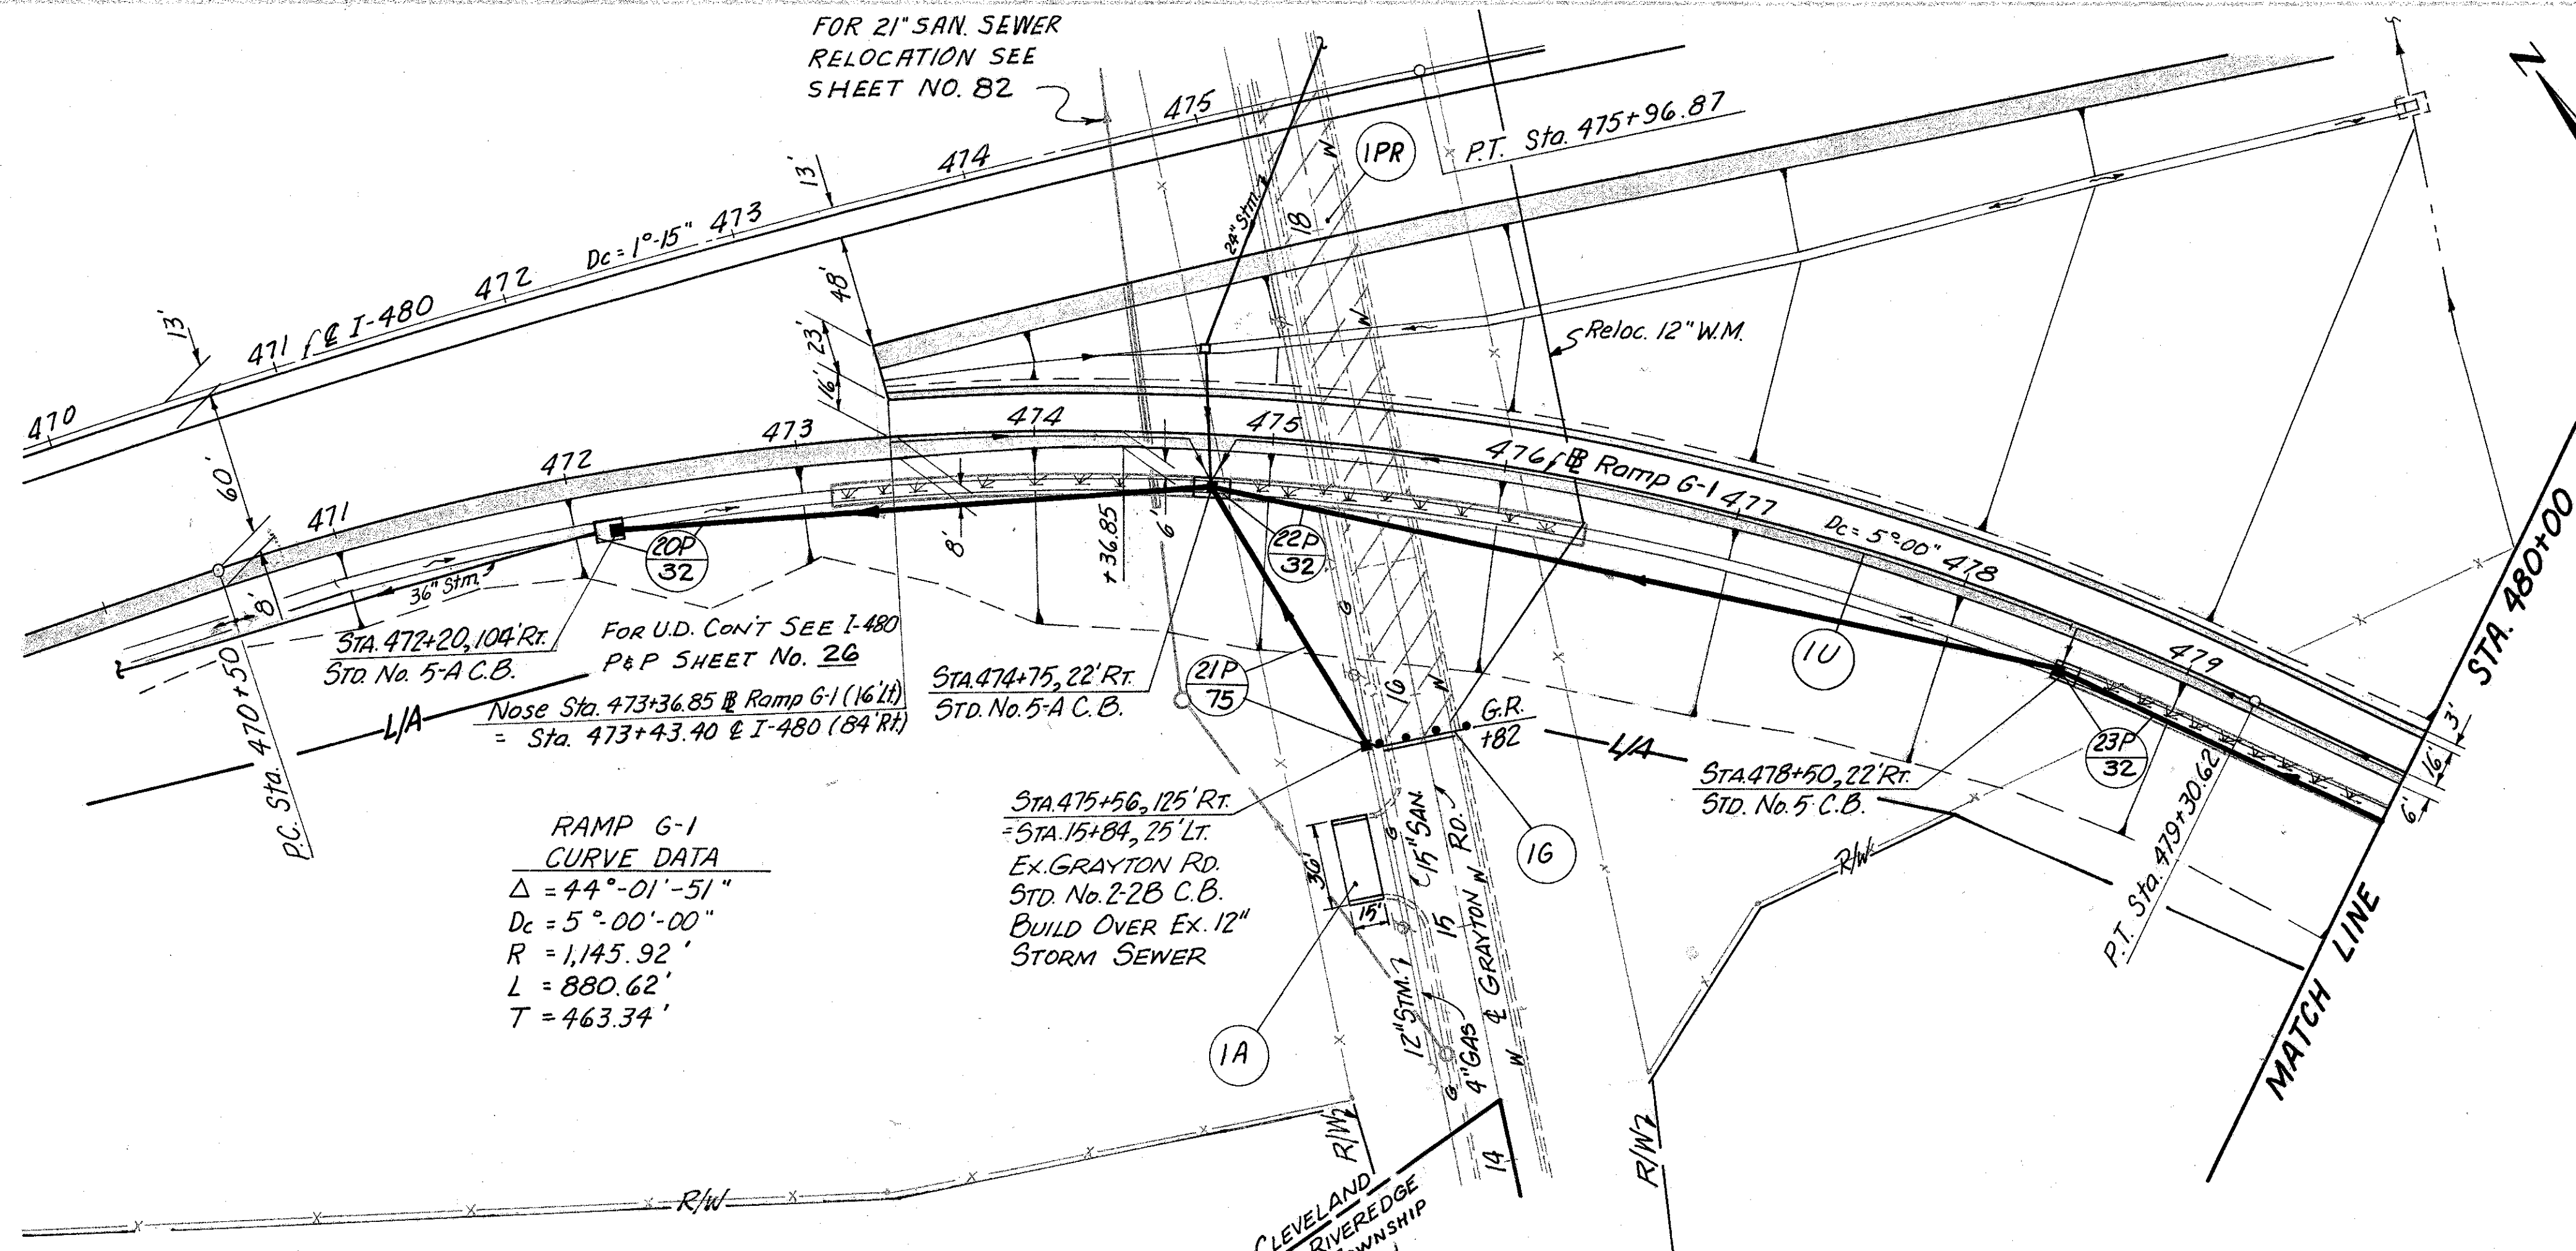 FOR 21" SAN. SEWER
RELOCATION SEE
SHEET NO. 82
N
475
474
13'
473
Dc = 1°-15"
472
℄ I-480
471
13'
470
1PR
P.T. Sta. 475+96.87
24" Stm.
18
W
W
48'
23'
16'
Reloc. 12" W.M.
60'
471
472
473
474
475
476
℄ Ramp G-1
477
Dc = 5°-00"
478
479
STA. 480+00
MATCH LINE
3'
16'
6'
8'
8'
+36.85
6'
36" Stm.
20P
32
22P
32
21P
75
23P
32
1U
P.C. Sta. 470+50
STA. 472+20, 104' RT.
STD. No. 5-A C.B.
FOR U.D. CON'T SEE I-480
P&P SHEET No. 26
L/A
Nose Sta. 473+36.85 ℄ Ramp G-1 (16' Lt)
= Sta. 473+43.40 ℄ I-480 (84' Rt.)
STA. 474+75, 22' RT.
STD. No. 5-A C.B.
G
16
W
G.R.
+82
L/A
STA. 478+50, 22' RT.
STD. No. 5 C.B.
P.T. Sta. 479+30.62
R/W
STA. 475+56, 125' RT.
=STA. 15+84, 25' LT.
EX. GRAYTON RD.
STD. No. 2-2B C.B.
BUILD OVER EX. 12"
STORM SEWER
RAMP G-1
CURVE DATA
Δ = 44°-01'-51"
Dc = 5°-00'-00"
R = 1,145.92'
L = 880.62'
T = 463.34'
36'
15'
1A
1G
G
15" SAN.
15
℄ GRAYTON RD.
W
W
12" STM.
4" GAS
G
14
R/W
R/W
R/W
CLEVELAND
RIVEREDGE
TOWNSHIP